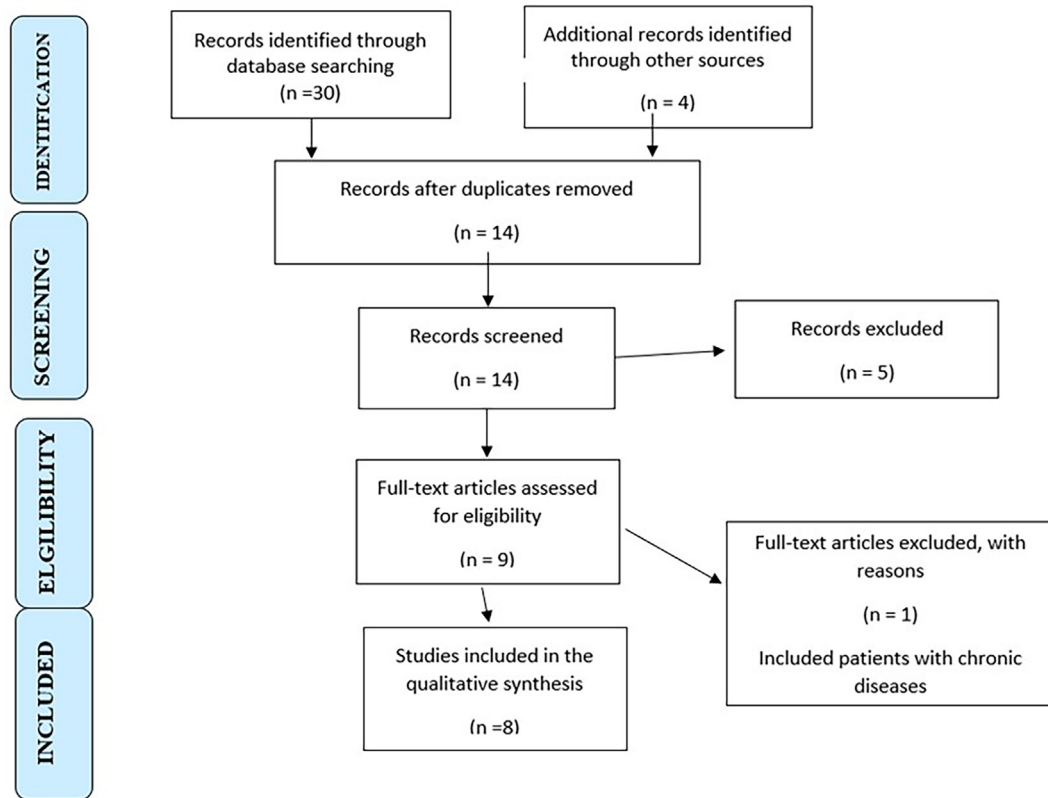 IDENTIFICATION
Records identified through
database searching
(n =30)
Additional records identified
through other sources
(n = 4)
Records after duplicates removed
(n = 14)
SCREENING
Records screened
(n = 14)
Records excluded
(n = 5)
ELGILIBILITY
Full-text articles assessed
for eligibility
(n = 9)
Full-text articles excluded, with
reasons
(n = 1)
Included patients with chronic
diseases
INCLUDED
Studies included in the
qualitative synthesis
(n =8)